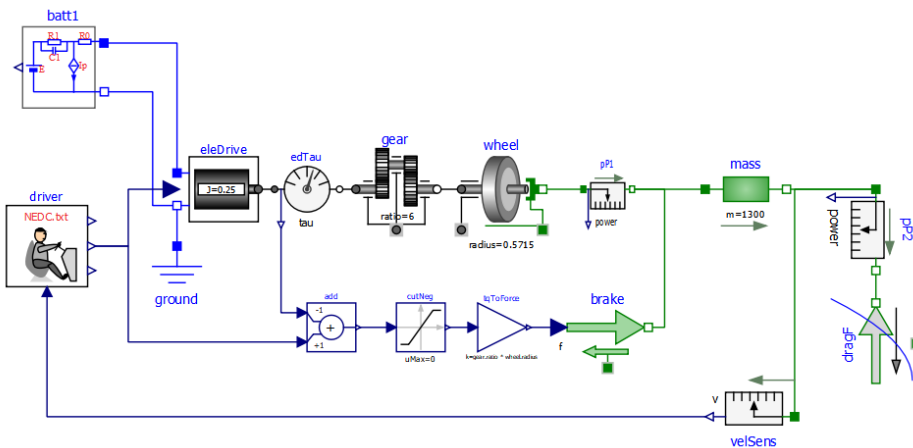 batt1
R1
R0
C1
E
Ip
eleDrive
J=0.25
edTau
tau
gear
ratio=6
wheel
radius=0.5715
pP1
power
mass
m=1300
driver
NEDC.txt
ground
power
pP2
add
-1
+
+1
cutNeg
uMax=0
tqToForce
k=gear.ratio * wheel.radius
brake
f
dragF
v
velSens